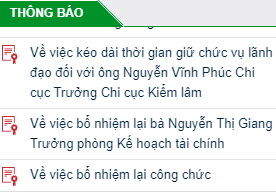 THÔNG BÁO
Về việc kéo dài thời gian giữ chức vụ lãnh
đạo đối với ông Nguyễn Vĩnh Phúc Chi
cục Trưởng Chi cục Kiểm lâm
Về việc bổ nhiệm lại bà Nguyễn Thị Giang
Trưởng phòng Kế hoạch tài chính
Về việc bổ nhiệm lại công chức